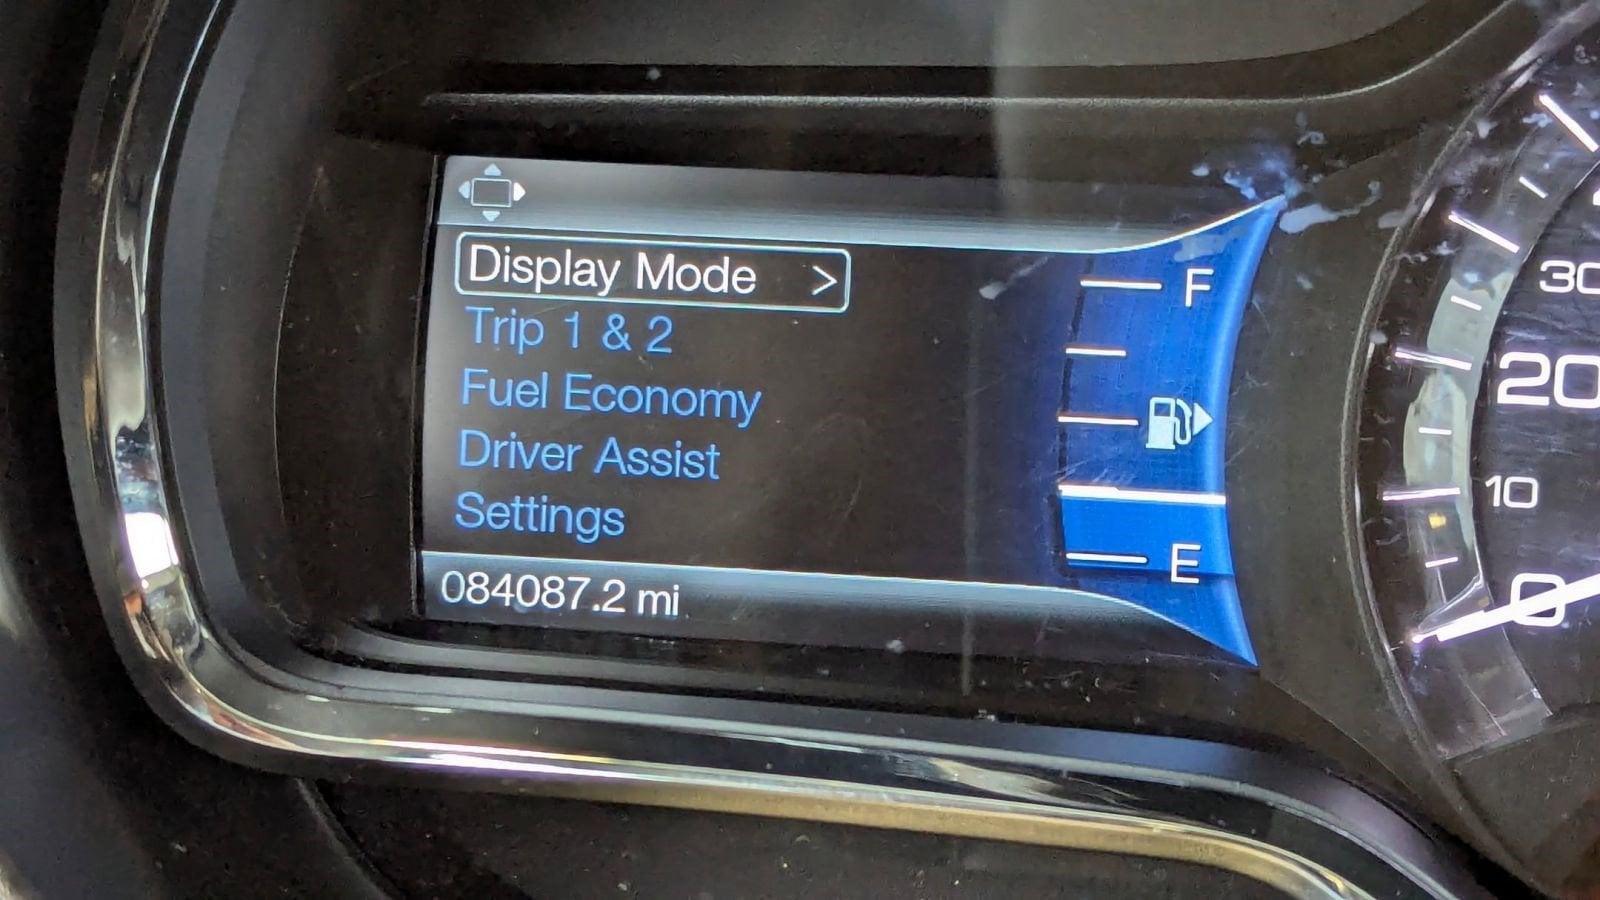 Display Mode >
Trip 1 & 2
Fuel Economy
Driver Assist
Settings
084087.2 mi
F
E
30
20
10
0